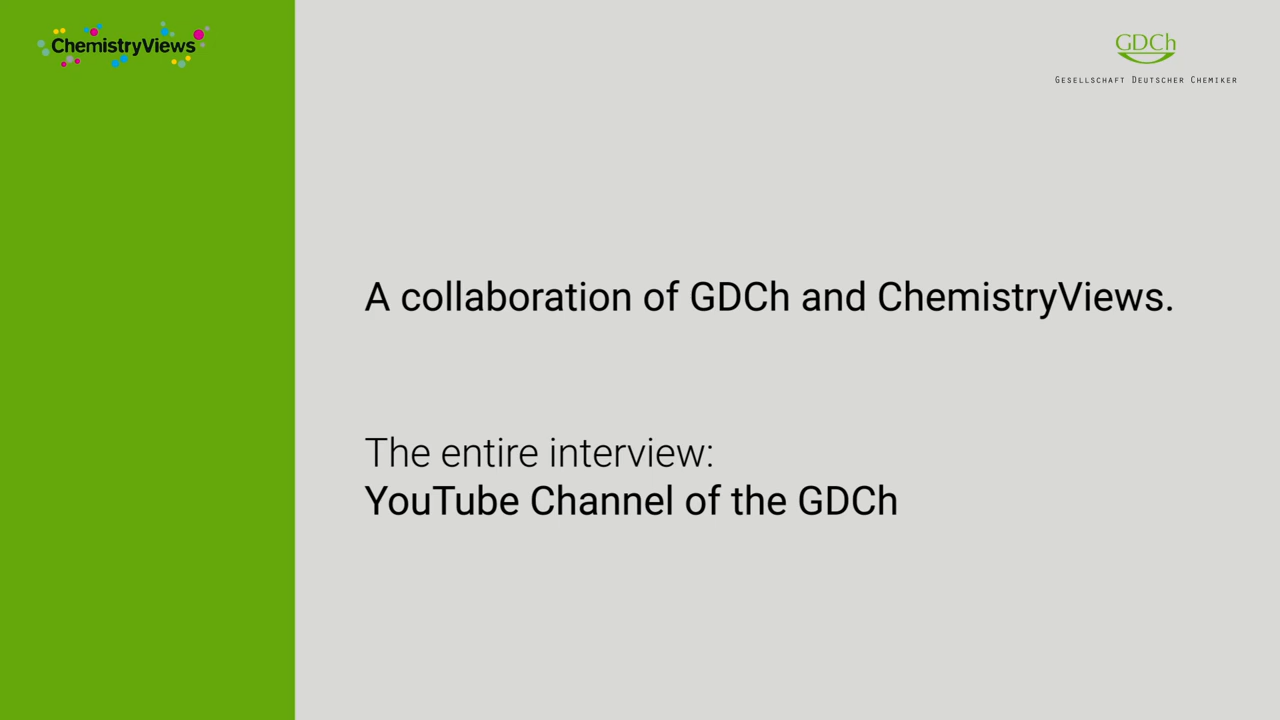 ChemistryViews
GDCh
GESELLSCHAFT DEUTSCHER CHEMIKER
A collaboration of GDCh and ChemistryViews.
The entire interview:
YouTube Channel of the GDCh